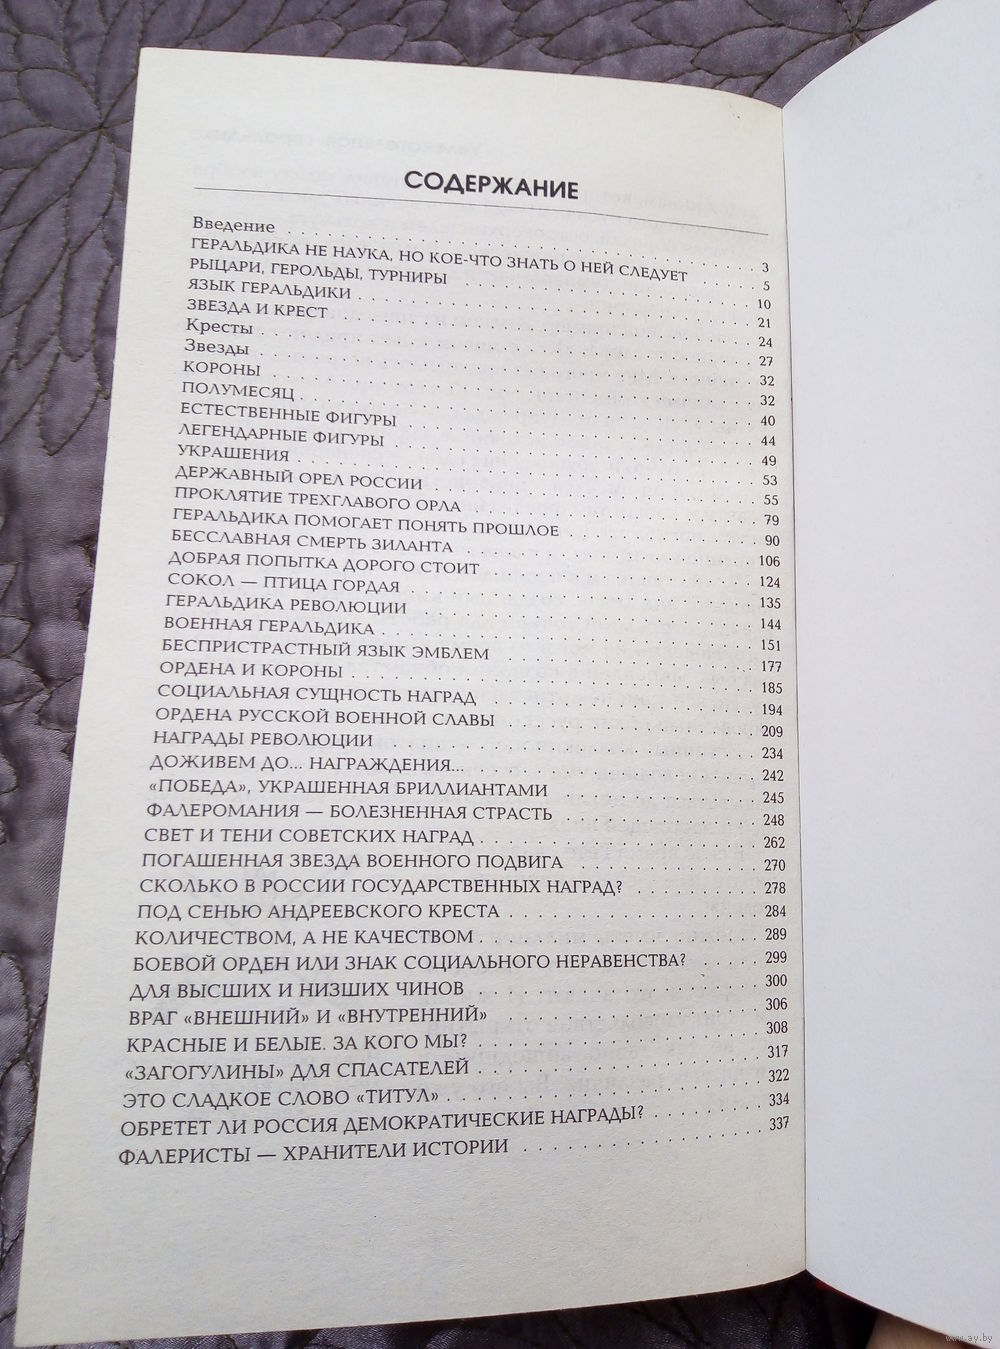 СОДЕРЖАНИЕ
Введение . . . . . . . . . . 3
ГЕРАЛЬДИКА НЕ НАУКА, НО КОЕ-ЧТО ЗНАТЬ О НЕЙ СЛЕДУЕТ . . . . . 5
РЫЦАРИ, ГЕРОЛЬДЫ, ТУРНИРЫ . . . . . . . . . . 10
ЯЗЫК ГЕРАЛЬДИКИ . . . . . . . . . . 21
ЗВЕЗДА И КРЕСТ . . . . . . . . . . 24
Кресты . . . . . . . . . . 27
Звезды . . . . . . . . . . 32
КОРОНЫ . . . . . . . . . . 32
ПОЛУМЕСЯЦ . . . . . . . . . . 40
ЕСТЕСТВЕННЫЕ ФИГУРЫ . . . . . . . . . . 44
ЛЕГЕНДАРНЫЕ ФИГУРЫ . . . . . . . . . . 49
УКРАШЕНИЯ . . . . . . . . . . 53
ДЕРЖАВНЫЙ ОРЕЛ РОССИИ . . . . . . . . . . 55
ПРОКЛЯТИЕ ТРЕХГЛАВОГО ОРЛА . . . . . . . . . . 79
ГЕРАЛЬДИКА ПОМОГАЕТ ПОНЯТЬ ПРОШЛОЕ . . . . . . . . . . 90
БЕССЛАВНАЯ СМЕРТЬ ЗИЛАНТА . . . . . . . . . . 106
ДОБРАЯ ПОПЫТКА ДОРОГО СТОИТ . . . . . . . . . . 124
СОКОЛ — ПТИЦА ГОРДАЯ . . . . . . . . . . 135
ГЕРАЛЬДИКА РЕВОЛЮЦИИ . . . . . . . . . . 144
ВОЕННАЯ ГЕРАЛЬДИКА . . . . . . . . . . 151
БЕСПРИСТРАСТНЫЙ ЯЗЫК ЭМБЛЕМ . . . . . . . . . . 177
ОРДЕНА И КОРОНЫ . . . . . . . . . . 185
СОЦИАЛЬНАЯ СУЩНОСТЬ НАГРАД . . . . . . . . . . 194
ОРДЕНА РУССКОЙ ВОЕННОЙ СЛАВЫ . . . . . . . . . . 209
НАГРАДЫ РЕВОЛЮЦИИ . . . . . . . . . . 234
ДОЖИВЕМ ДО... НАГРАЖДЕНИЯ... . . . . . . . . . . 242
«ПОБЕДА», УКРАШЕННАЯ БРИЛЛИАНТАМИ . . . . . . . . . . 245
ФАЛЕРОМАНИЯ — БОЛЕЗНЕННАЯ СТРАСТЬ . . . . . . . . . . 248
СВЕТ И ТЕНИ СОВЕТСКИХ НАГРАД . . . . . . . . . . 262
ПОГАШЕННАЯ ЗВЕЗДА ВОЕННОГО ПОДВИГА . . . . . . . . . . 270
СКОЛЬКО В РОССИИ ГОСУДАРСТВЕННЫХ НАГРАД? . . . . . . . . . . 278
ПОД СЕНЬЮ АНДРЕЕВСКОГО КРЕСТА . . . . . . . . . . 284
КОЛИЧЕСТВОМ, А НЕ КАЧЕСТВОМ . . . . . . . . . . 289
БОЕВОЙ ОРДЕН ИЛИ ЗНАК СОЦИАЛЬНОГО НЕРАВЕНСТВА? . . . . . 299
ДЛЯ ВЫСШИХ И НИЗШИХ ЧИНОВ . . . . . . . . . . 300
ВРАГ «ВНЕШНИЙ» И «ВНУТРЕННИЙ» . . . . . . . . . . 306
КРАСНЫЕ И БЕЛЫЕ. ЗА КОГО МЫ? . . . . . . . . . . 308
«ЗАГОГУЛИНЫ» ДЛЯ СПАСАТЕЛЕЙ . . . . . . . . . . 317
ЭТО СЛАДКОЕ СЛОВО «ТИТУЛ» . . . . . . . . . . 322
ОБРЕТЕТ ЛИ РОССИЯ ДЕМОКРАТИЧЕСКИЕ НАГРАДЫ? . . . . . . . . 334
ФАЛЕРИСТЫ — ХРАНИТЕЛИ ИСТОРИИ . . . . . . . . . . 337
www.ay.by